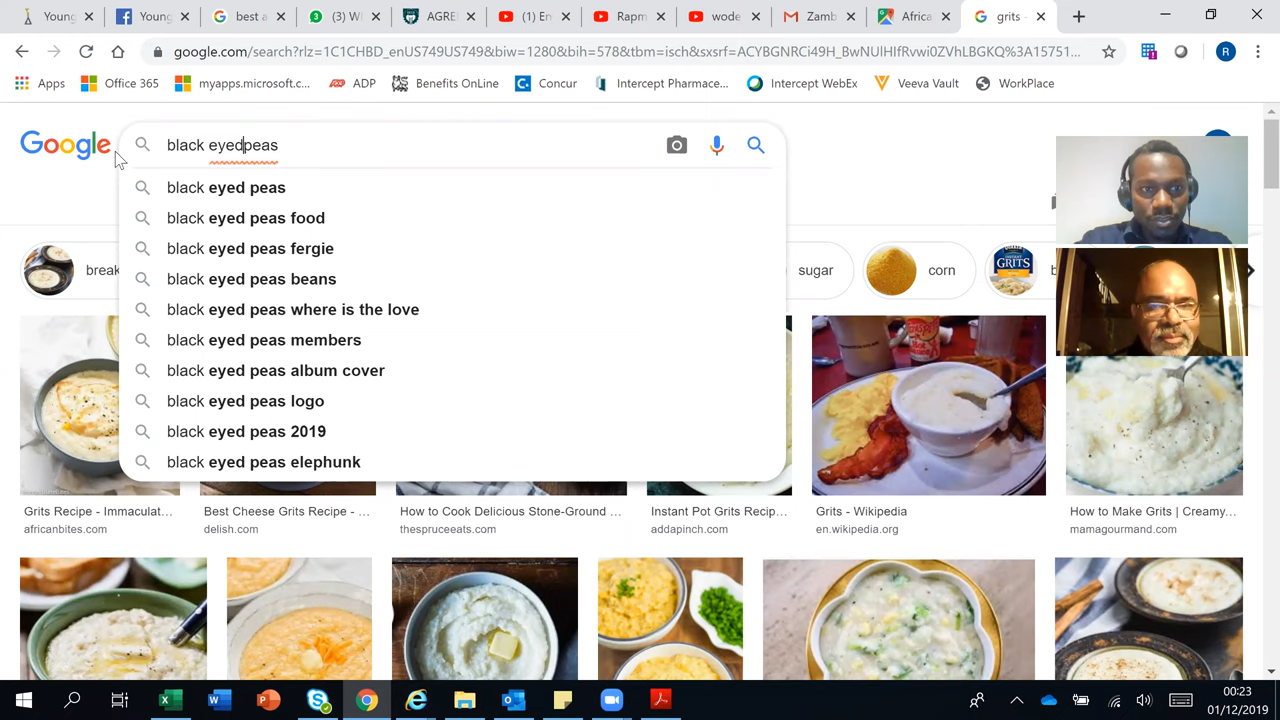 Young
Young
best a
(3) W
AGRE
(1) En
Rapm
wode
Zamb
Africa
grits -
google.com/search?rlz=1C1CHBD_enUS749US749&biw=1280&bih=578&tbm=isch&sxsrf=ACYBGNRCi49H_BwNUlHIfRvwi0ZVhLBGKQ%3A15751...
R
Apps
Office 365
myapps.microsoft.c...
ADP
Benefits OnLine
Concur
Intercept Pharmace...
Intercept WebEx
Veeva Vault
WorkPlace
Google
black eyedpeas
black eyed peas
black eyed peas food
black eyed peas fergie
black eyed peas beans
black eyed peas where is the love
black eyed peas members
black eyed peas album cover
black eyed peas logo
black eyed peas 2019
black eyed peas elephunk
break
sugar
corn
GRITS
Grits Recipe - Immaculat...
africanbites.com
Best Cheese Grits Recipe - ...
delish.com
How to Cook Delicious Stone-Ground ...
thespruceeats.com
Instant Pot Grits Recip...
addapinch.com
Grits - Wikipedia
en.wikipedia.org
How to Make Grits | Creamy...
mamagourmand.com
00:23
01/12/2019